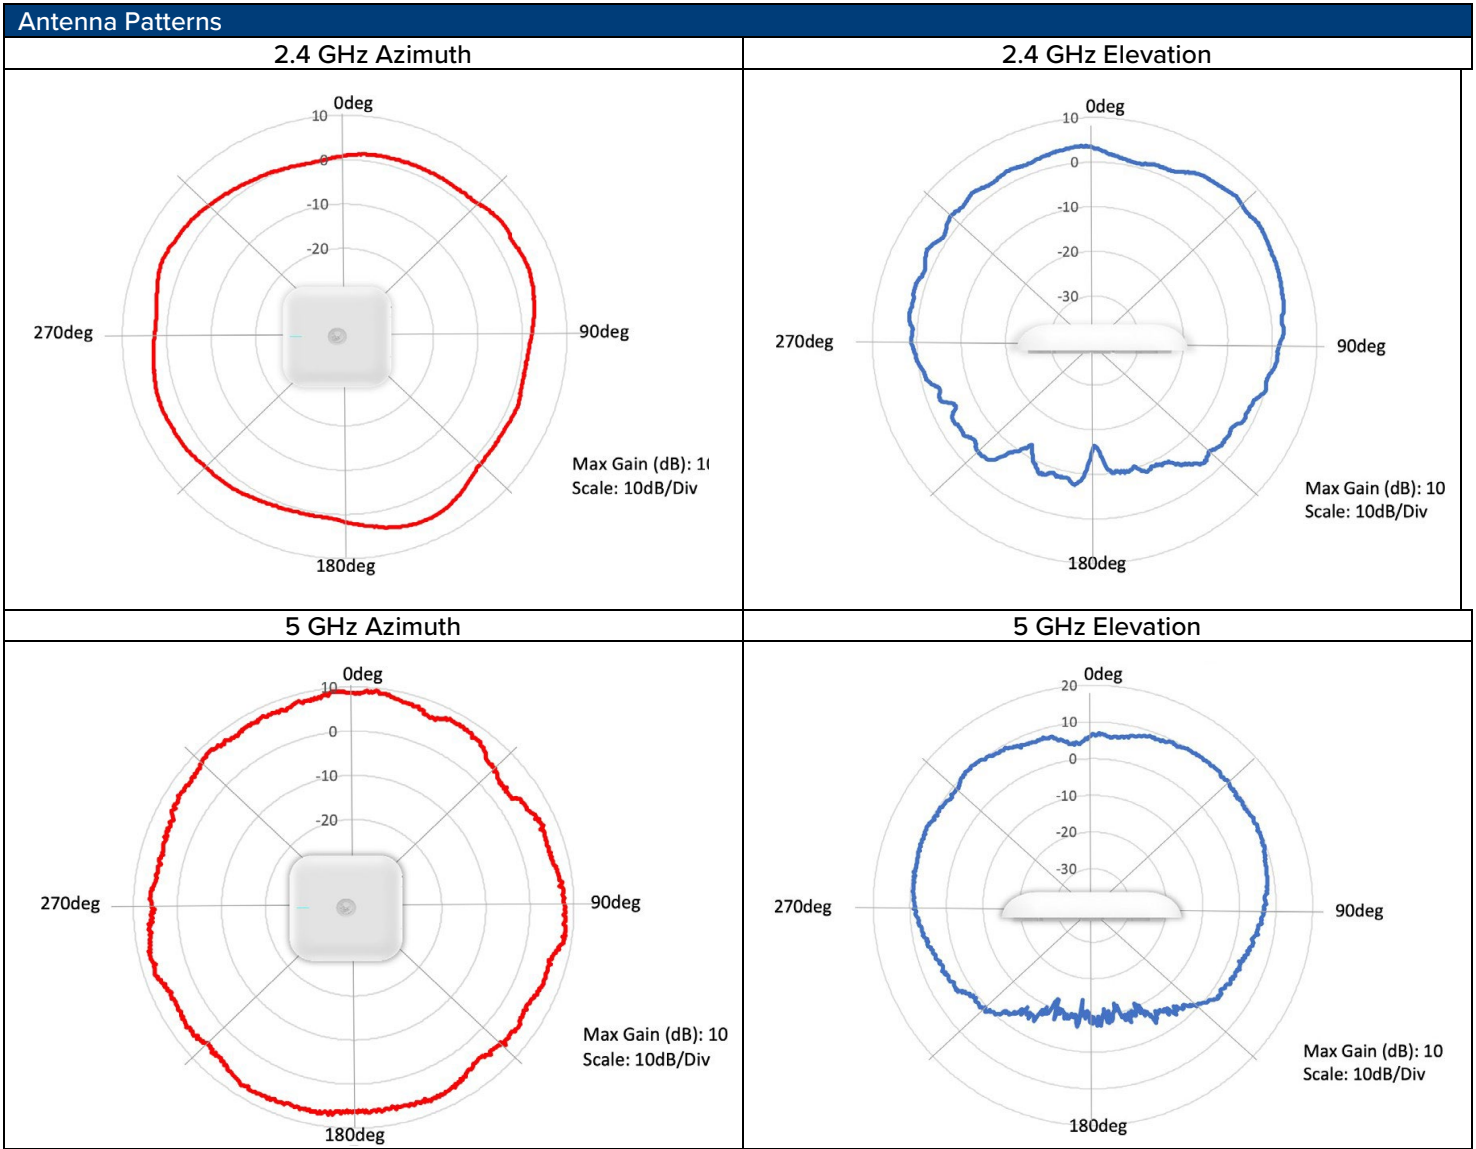 Antenna Patterns
2.4 GHz Azimuth
2.4 GHz Elevation
0deg
10
0
-10
-20
270deg
90deg
Max Gain (dB): 1
Scale: 10dB/Div
180deg
0deg
10
0
-10
-20
-30
270deg
90deg
Max Gain (dB): 10
Scale: 10dB/Div
180deg
5 GHz Azimuth
5 GHz Elevation
0deg
10
0
-10
-20
270deg
90deg
Max Gain (dB): 10
Scale: 10dB/Div
180deg
0deg
20
10
0
-10
-20
-30
270deg
90deg
Max Gain (dB): 10
Scale: 10dB/Div
180deg